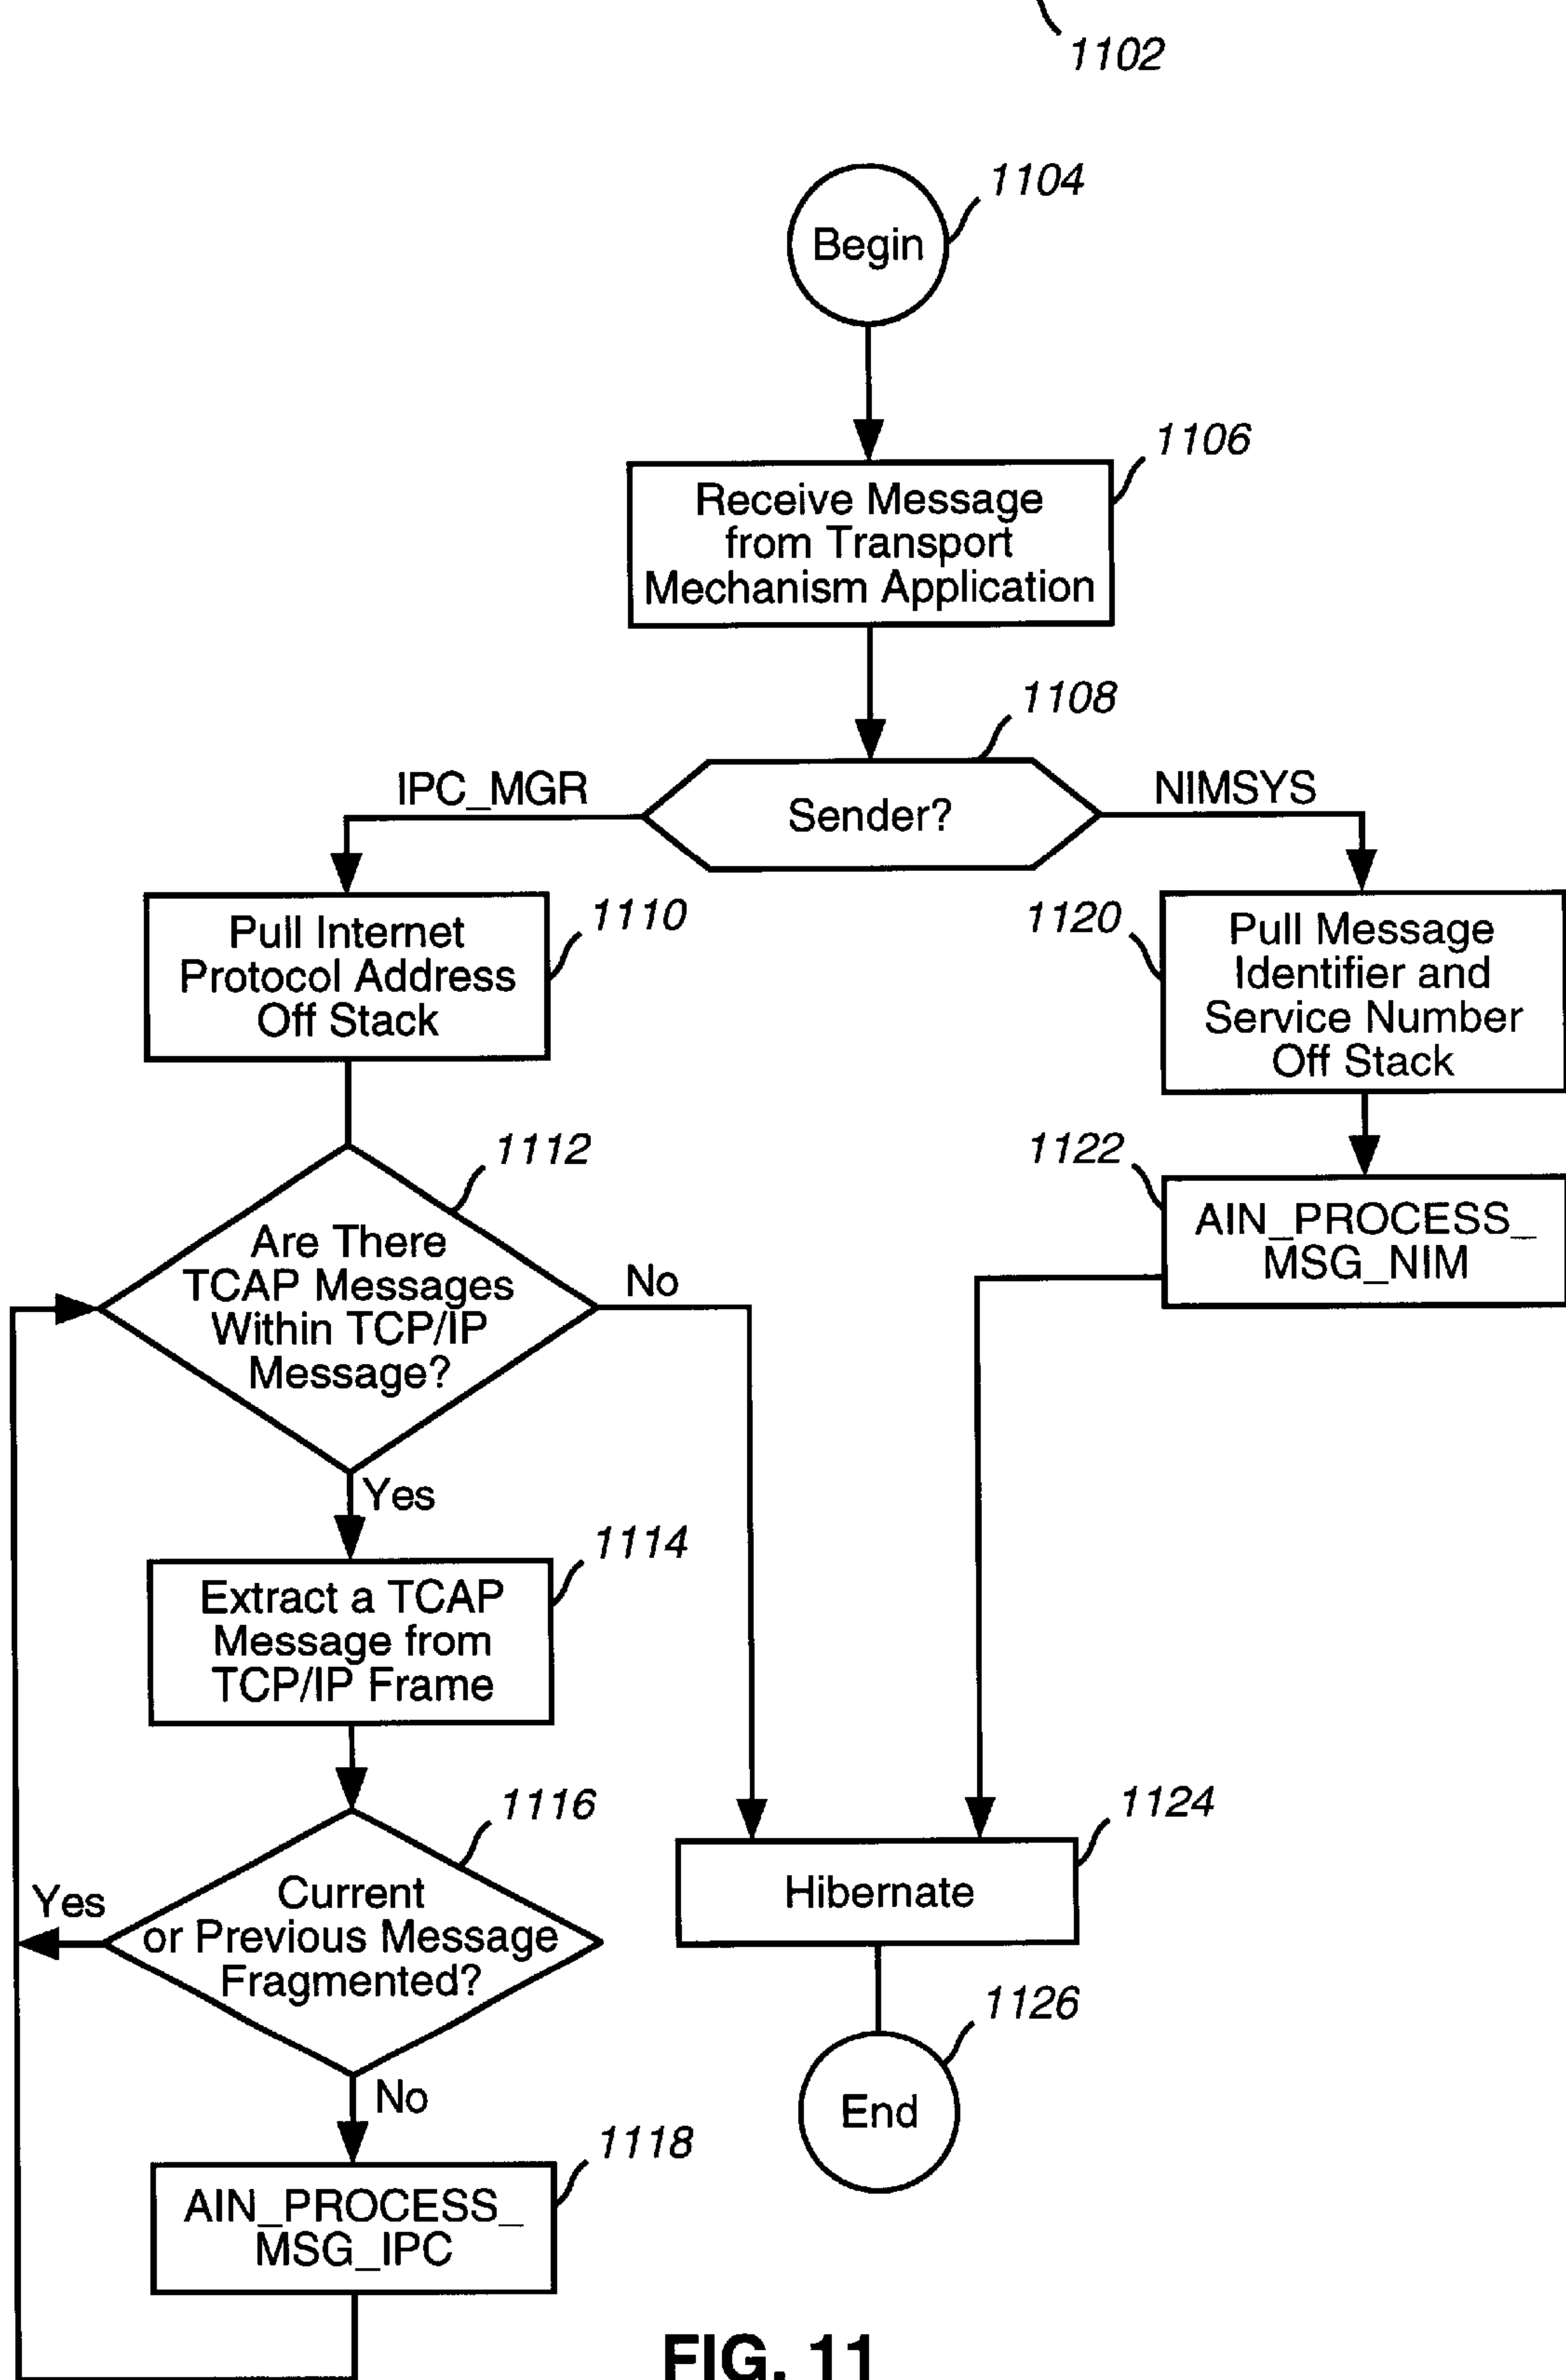 1102
1104
Begin
1106
Receive Message
from Transport
Mechanism Application
1108
IPC_MGR
Sender?
NIMSYS
1110
Pull Internet
Protocol Address
Off Stack
1120
Pull Message
Identifier and
Service Number
Off Stack
1112
Are There
TCAP Messages
Within TCP/IP
Message?
No
1122
AIN_PROCESS_
MSG_NIM
Yes
1114
Extract a TCAP
Message from
TCP/IP Frame
1116
Current
or Previous Message
Fragmented?
Yes
1124
Hibernate
No
1126
End
1118
AIN_PROCESS_
MSG_IPC
FIG. 11